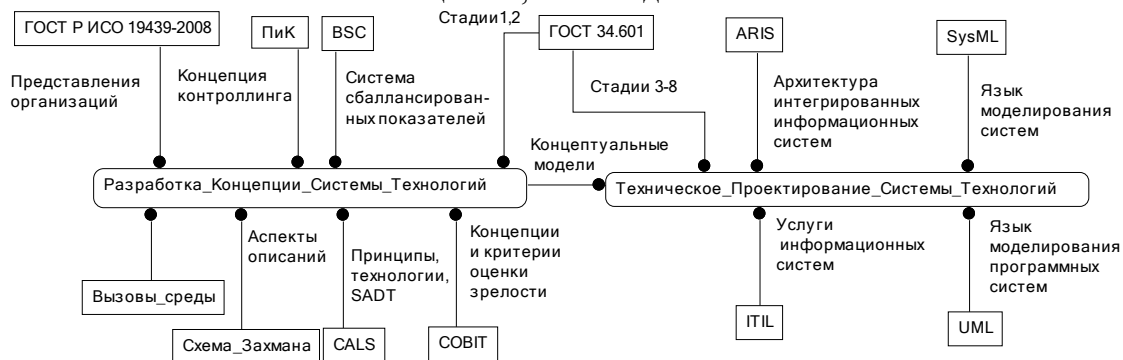 Стадии1,2
ГОСТ Р ИСО 19439-2008
ПиК
BSC
ГОСТ 34.601
ARIS
SysML
Представления
организаций
Концепция
контроллинга
Система
сбаллансирован-
ных показателей
Стадии 3-8
Архитектура
интегрированных
информационных
систем
Язык
моделирования
систем
Концептуальные
модели
Разработка_Концепции_Системы_Технологий
Техническое_Проектирование_Системы_Технологий
Аспекты
описаний
Принципы,
технологии,
SADT
Концепции
и критерии
оценки
зрелости
Услуги
информационных
систем
Язык
моделирования
программных
систем
Вызовы_среды
Схема_Захмана
CALS
COBIT
ITIL
UML